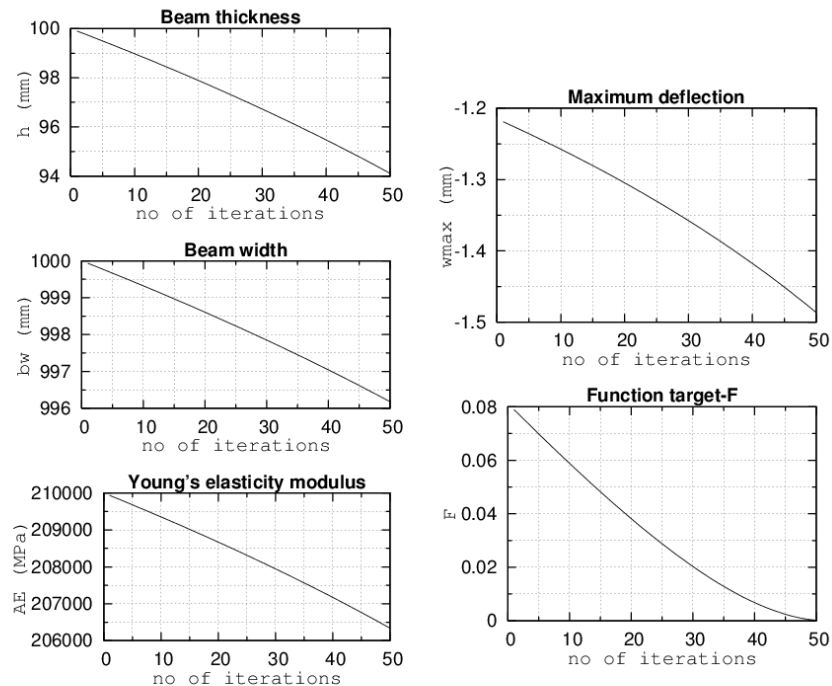 Beam thickness
100
98
96
94
h (mm)
0 10 20 30 40 50
no of iterations
Beam width
1000
999
998
997
996
bw (mm)
0 10 20 30 40 50
no of iterations
Young's elasticity modulus
210000
209000
208000
207000
206000
AE (MPa)
0 10 20 30 40 50
no of iterations
Maximum deflection
-1.2
-1.3
-1.4
-1.5
wmax (mm)
0 10 20 30 40 50
no of iterations
Function target-F
0.08
0.06
0.04
0.02
0
F
0 10 20 30 40 50
no of iterations